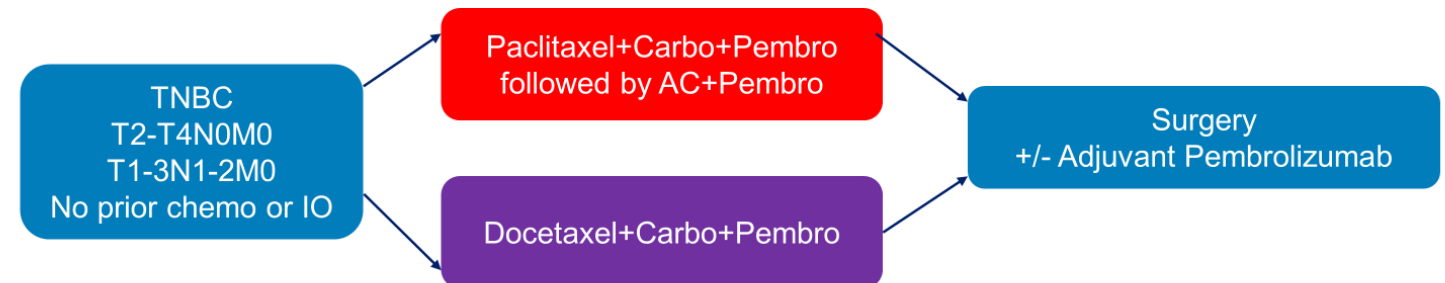 TNBC
T2-T4N0M0
T1-3N1-2M0
No prior chemo or IO
Paclitaxel+Carbo+Pembro
followed by AC+Pembro
Docetaxel+Carbo+Pembro
Surgery
+/- Adjuvant Pembrolizumab